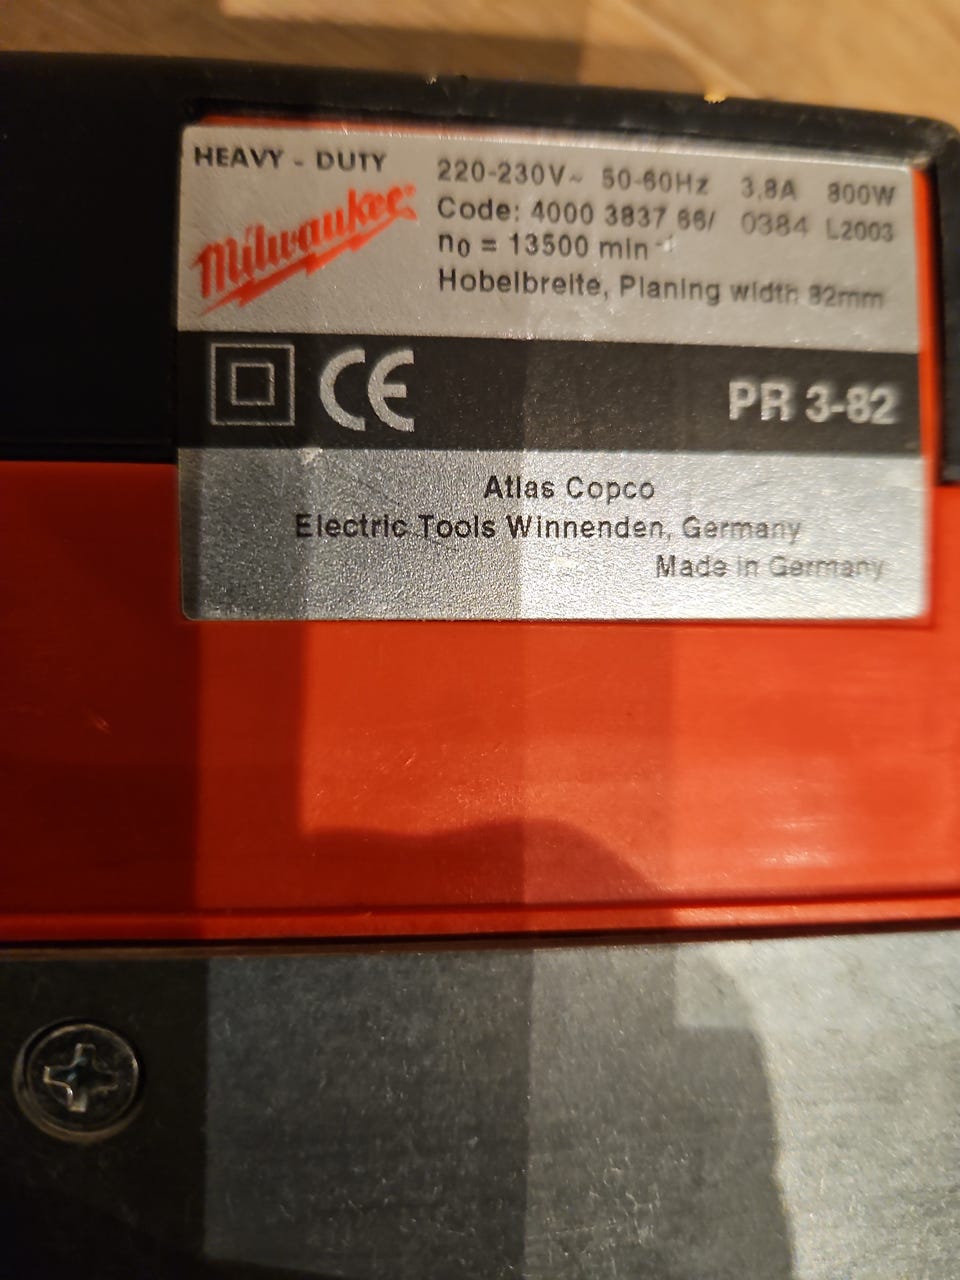 HEAVY - DUTY
Milwaukee®
220-230V~ 50-60Hz 3,8A 800W
Code: 4000 3837 66/ 0384 L2003
n0 = 13500 min-1
Hobelbreite, Planing width 82mm
CE
PR 3-82
Atlas Copco
Electric Tools Winnenden, Germany
Made in Germany